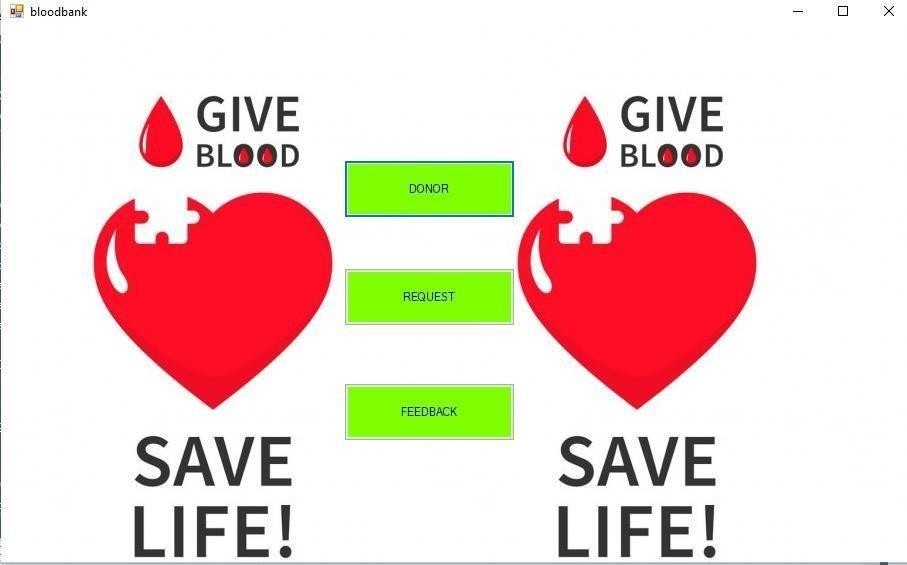 bloodbank
GIVE
BLOOD
SAVE
LIFE!
DONOR
REQUEST
FEEDBACK
GIVE
BLOOD
SAVE
LIFE!